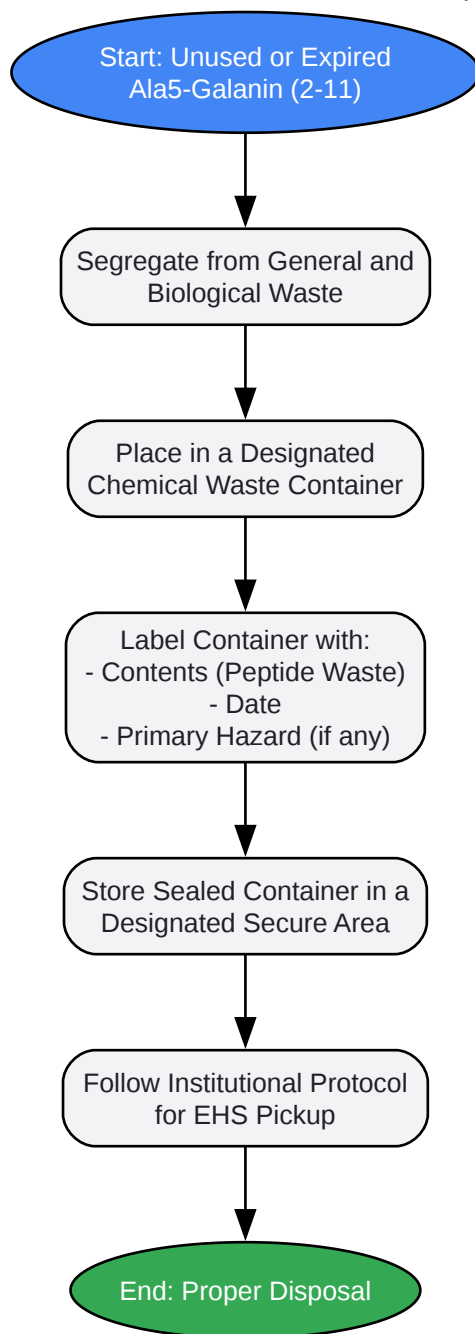 Start: Unused or Expired
Ala5-Galanin (2-11)
Segregate from General and
Biological Waste
Place in a Designated
Chemical Waste Container
Label Container with:
- Contents (Peptide Waste)
- Date
- Primary Hazard (if any)
Store Sealed Container in a
Designated Secure Area
Follow Institutional Protocol
for EHS Pickup
End: Proper Disposal